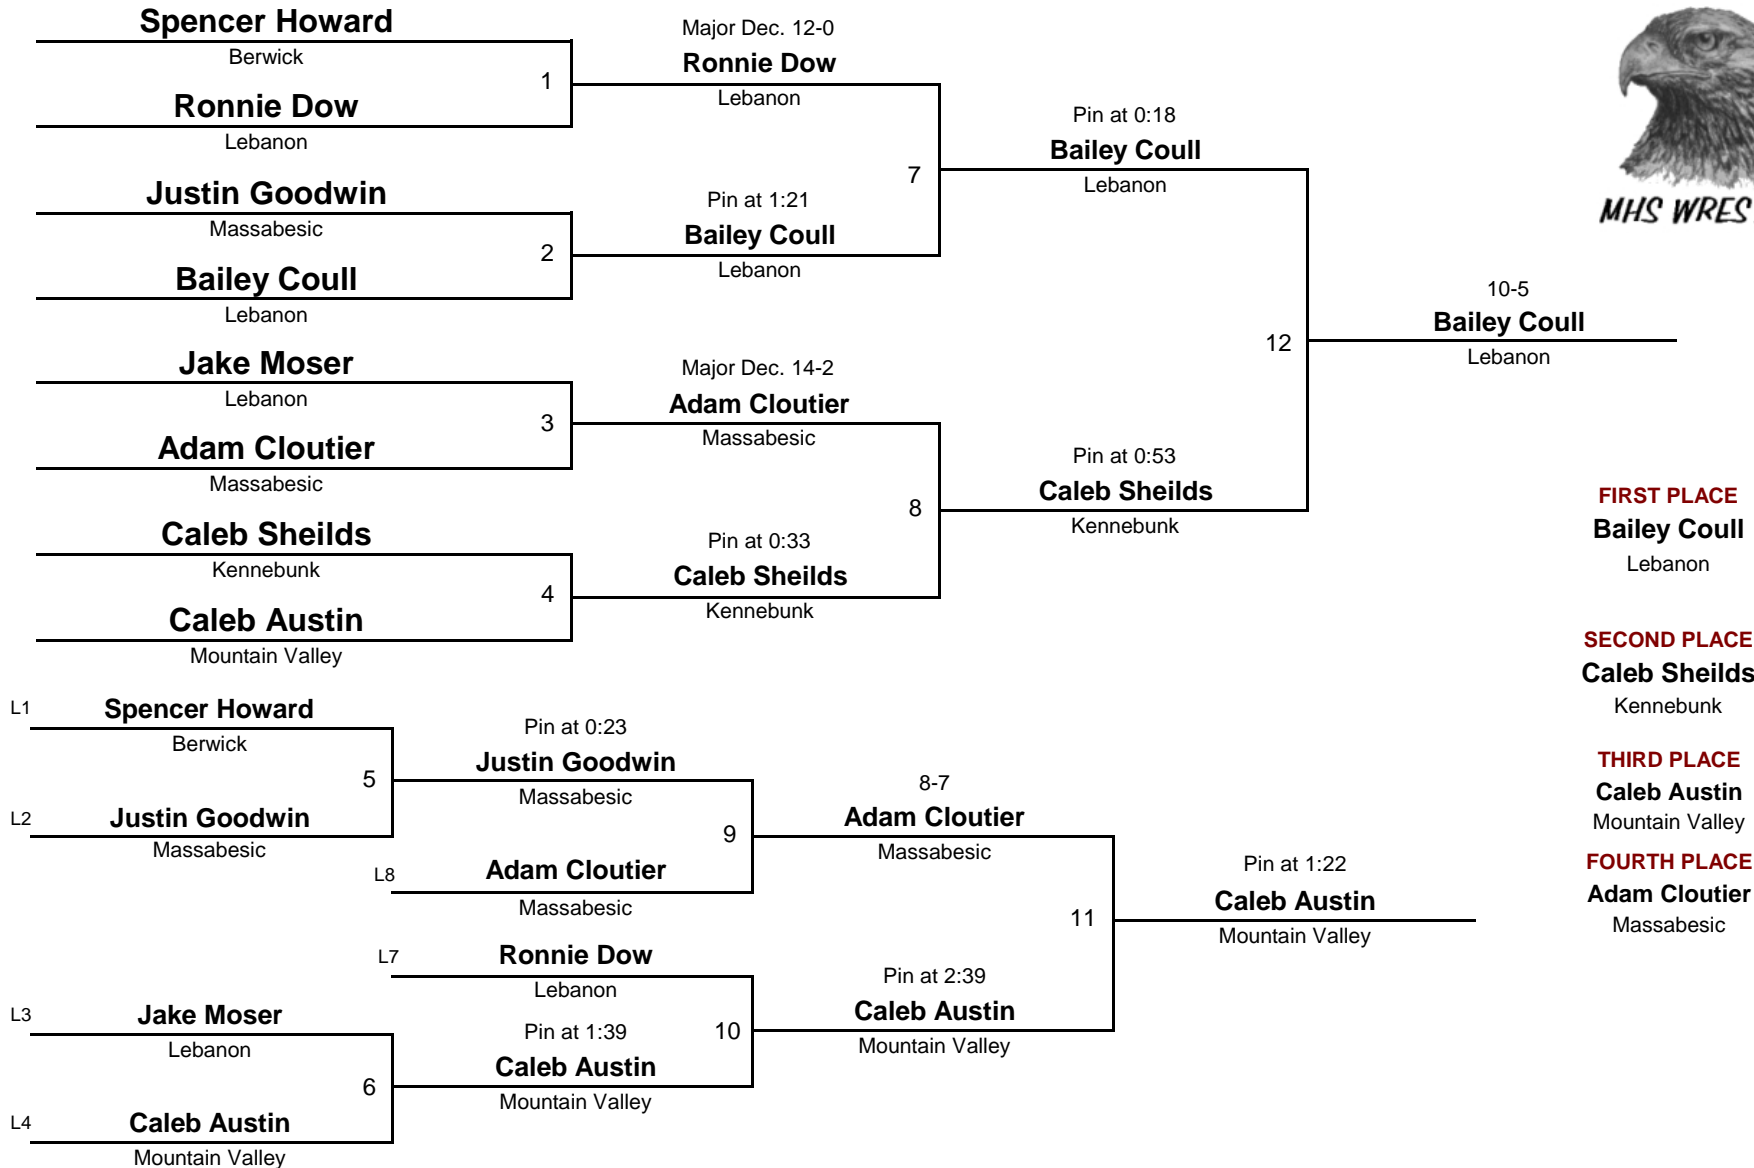 Spencer Howard
Berwick
1
Ronnie Dow
Lebanon
Major Dec. 12-0
Ronnie Dow
Lebanon
Justin Goodwin
Massabesic
2
Bailey Coull
Lebanon
Pin at 1:21
Bailey Coull
Lebanon
7
Pin at 0:18
Bailey Coull
Lebanon
Jake Moser
Lebanon
3
Adam Cloutier
Massabesic
Major Dec. 14-2
Adam Cloutier
Massabesic
Caleb Sheilds
Kennebunk
4
Caleb Austin
Mountain Valley
Pin at 0:33
Caleb Sheilds
Kennebunk
8
Pin at 0:53
Caleb Sheilds
Kennebunk
12
10-5
Bailey Coull
Lebanon
MHS WRES
FIRST PLACE
Bailey Coull
Lebanon
SECOND PLACE
Caleb Sheilds
Kennebunk
THIRD PLACE
Caleb Austin
Mountain Valley
FOURTH PLACE
Adam Cloutier
Massabesic
L1
Spencer Howard
Berwick
5
L2
Justin Goodwin
Massabesic
Pin at 0:23
Justin Goodwin
Massabesic
9
L8
Adam Cloutier
Massabesic
8-7
Adam Cloutier
Massabesic
L7
Ronnie Dow
Lebanon
10
L3
Jake Moser
Lebanon
6
L4
Caleb Austin
Mountain Valley
Pin at 1:39
Caleb Austin
Mountain Valley
Pin at 2:39
Caleb Austin
Mountain Valley
11
Pin at 1:22
Caleb Austin
Mountain Valley